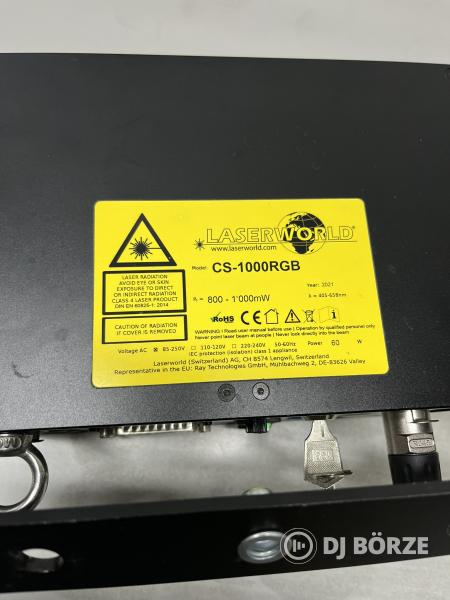 LASERWORLD
www.laserworld.com
Model: CS-1000RGB
LASER RADIATION
AVOID EYE OR SKIN
EXPOSURE TO DIRECT
OR INDIRECT RADIATION
CLASS 4 LASER PRODUCT
DIN EN 60825-1: 2014
Year: 2021
P: = 800 - 1'000mW
λ = 405-658nm
CAUTION OF RADIATION
IF COVER IS REMOVED
RoHS CE
WARNING | Read user manual before use | Operation by qualified personnel only
Never point laser beam at people | Never look directly into the beam
Voltage AC ☒ 85-250V ☐ 110-120V ☐ 220-240V 50-60Hz Power 60 W
IEC protection (isolation) class 1 appliance
Laserworld (Switzerland) AG, CH 8574 Lengwil, Switzerland
Representative in the EU: Ray Technologies GmbH, Mühlbachweg 2, DE-83626 Valley
DJ BÖRZE